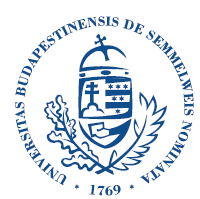 UNIVERSITAS BUDAPESTINENSIS DE SEMMELWEIS NOMINATA
* 1769 *